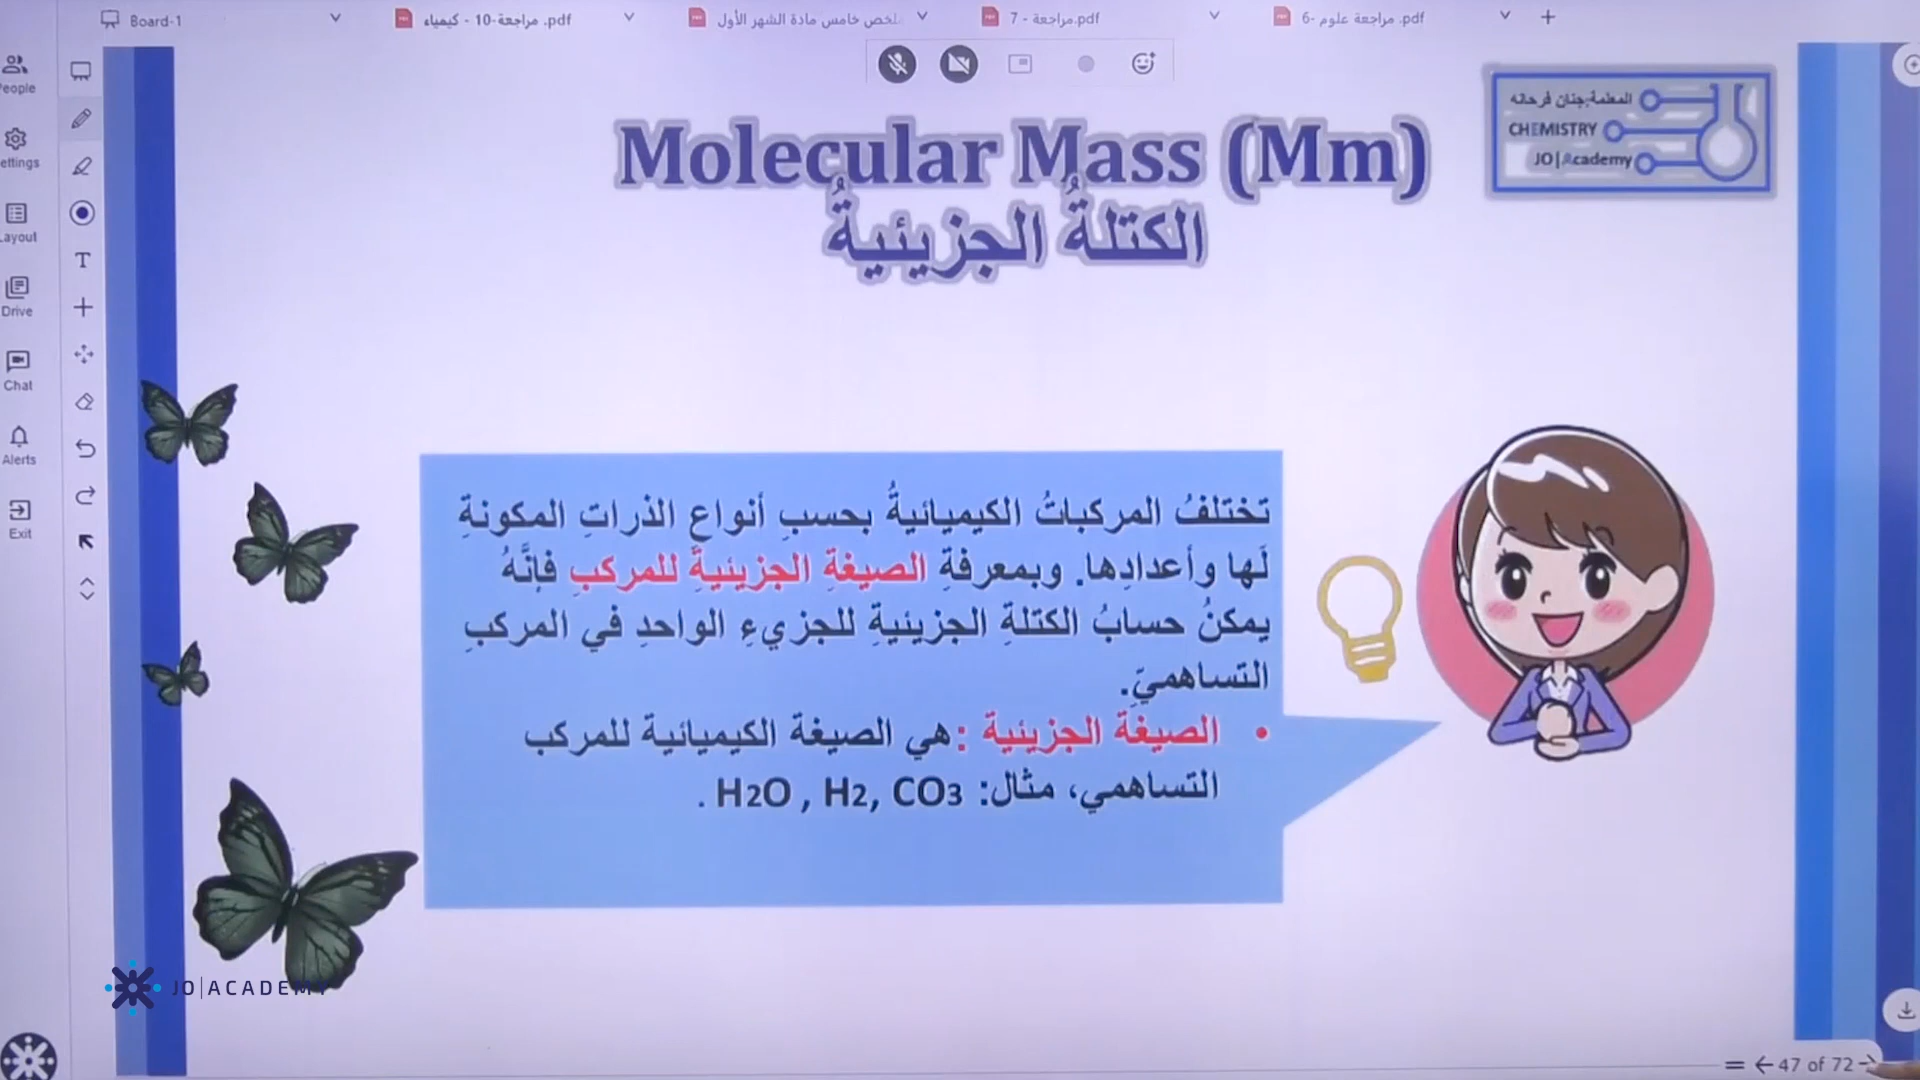 Board-1
مراجعة-10 - كيمياء .pdf
لخص خامس مادة الشهر الأول
مراجعة - 7.pdf
مراجعة علوم -6 .pdf
People
Settings
Layout
Drive
Chat
Alerts
Exit
T
المعلمة:جنان فرحانه
CHEMISTRY
JO|Academy
Molecular Mass (Mm)
الكتلةُ الجزيئيةُ
تختلفُ المركباتُ الكيميائيةُ بحسبِ أنواعِ الذراتِ المكونةِ
لَها وأعدادِها. وبمعرفةِ الصيغةِ الجزيئيةِ للمركبِ فإنَّهُ
يمكنُ حسابُ الكتلةِ الجزيئيةِ للجزيءِ الواحدِ في المركبِ
التساهميِّ.
• الصيغة الجزيئية :هي الصيغة الكيميائية للمركب
التساهمي، مثال: H2O , H2, CO3 .
JO|ACADEMY
47 of 72